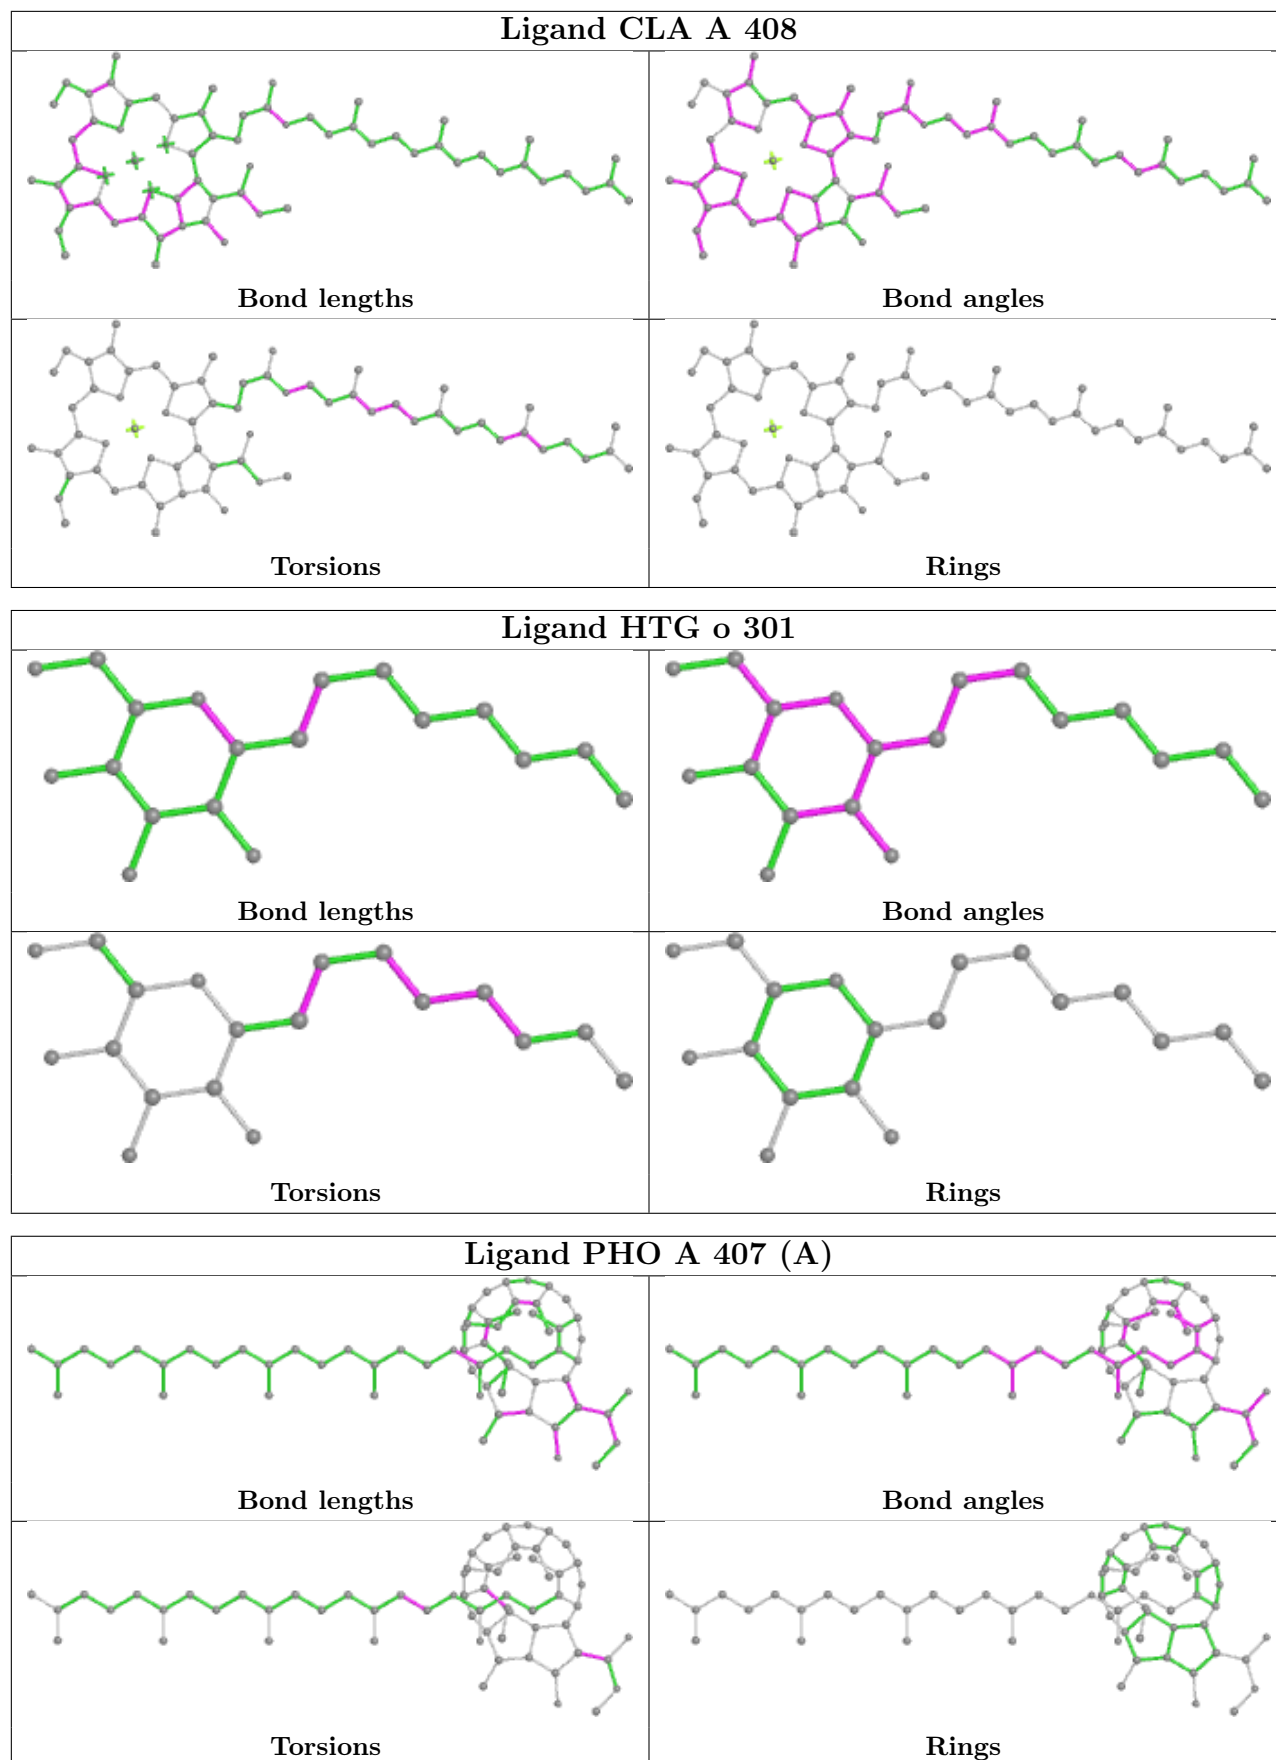 Ligand CLA A 408
Bond lengths
Bond angles
Torsions
Rings
Ligand HTG o 301
Bond lengths
Bond angles
Torsions
Rings
Ligand PHO A 407 (A)
Bond lengths
Bond angles
Torsions
Rings